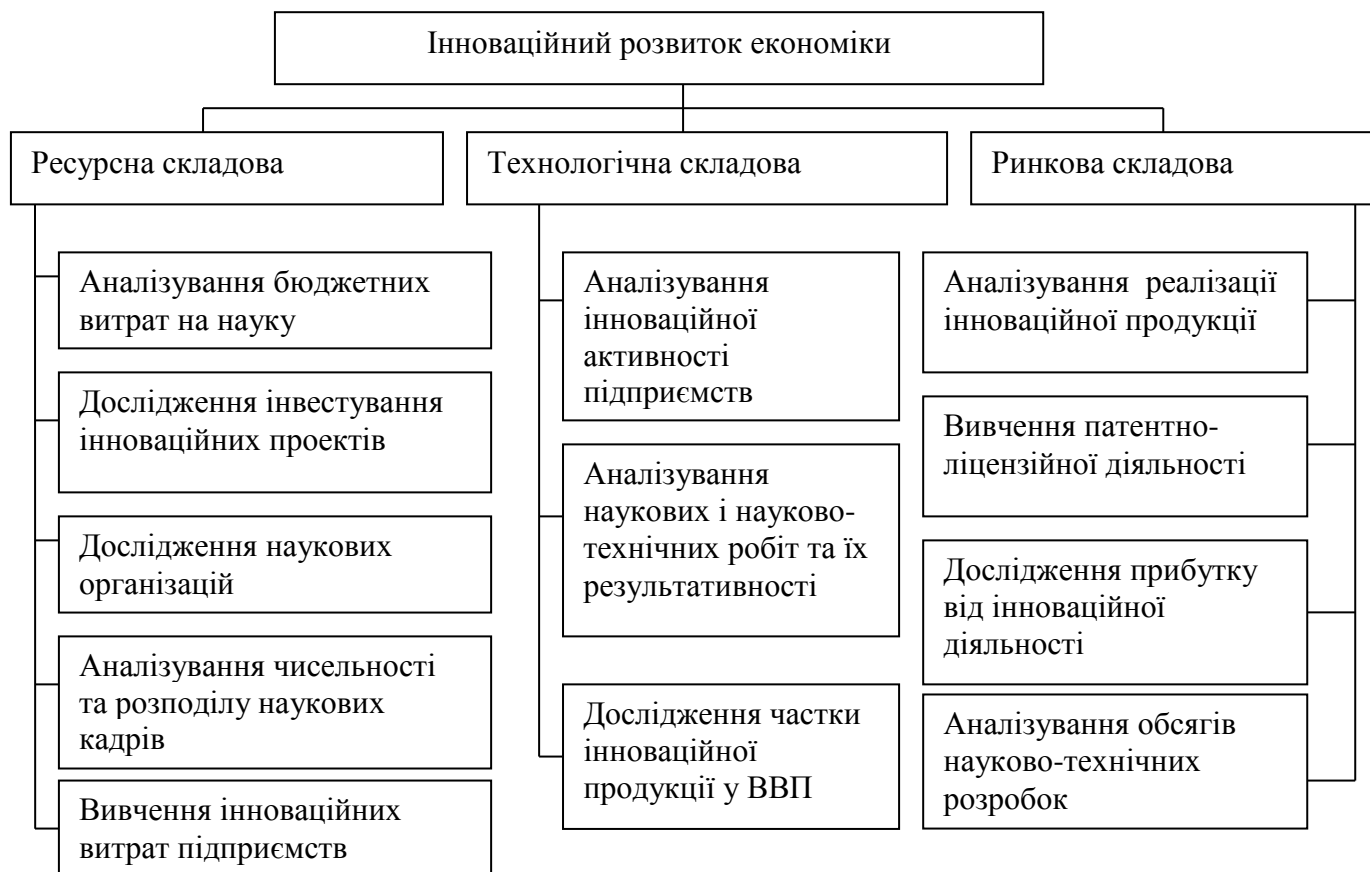 Інноваційний розвиток економіки
Ресурсна складова
Технологічна складова
Ринкова складова
Аналізування бюджетних
витрат на науку
Дослідження інвестування
інноваційних проектів
Дослідження наукових
організацій
Аналізування чисельності
та розподілу наукових
кадрів
Вивчення інноваційних
витрат підприємств
Аналізування
інноваційної
активності
підприємств
Аналізування
наукових і науково-
технічних робіт та їх
результативності
Дослідження частки
інноваційної
продукції у ВВП
Аналізування реалізації
інноваційної продукції
Вивчення патентно-
ліцензійної діяльності
Дослідження прибутку
від інноваційної
діяльності
Аналізування обсягів
науково-технічних
розробок